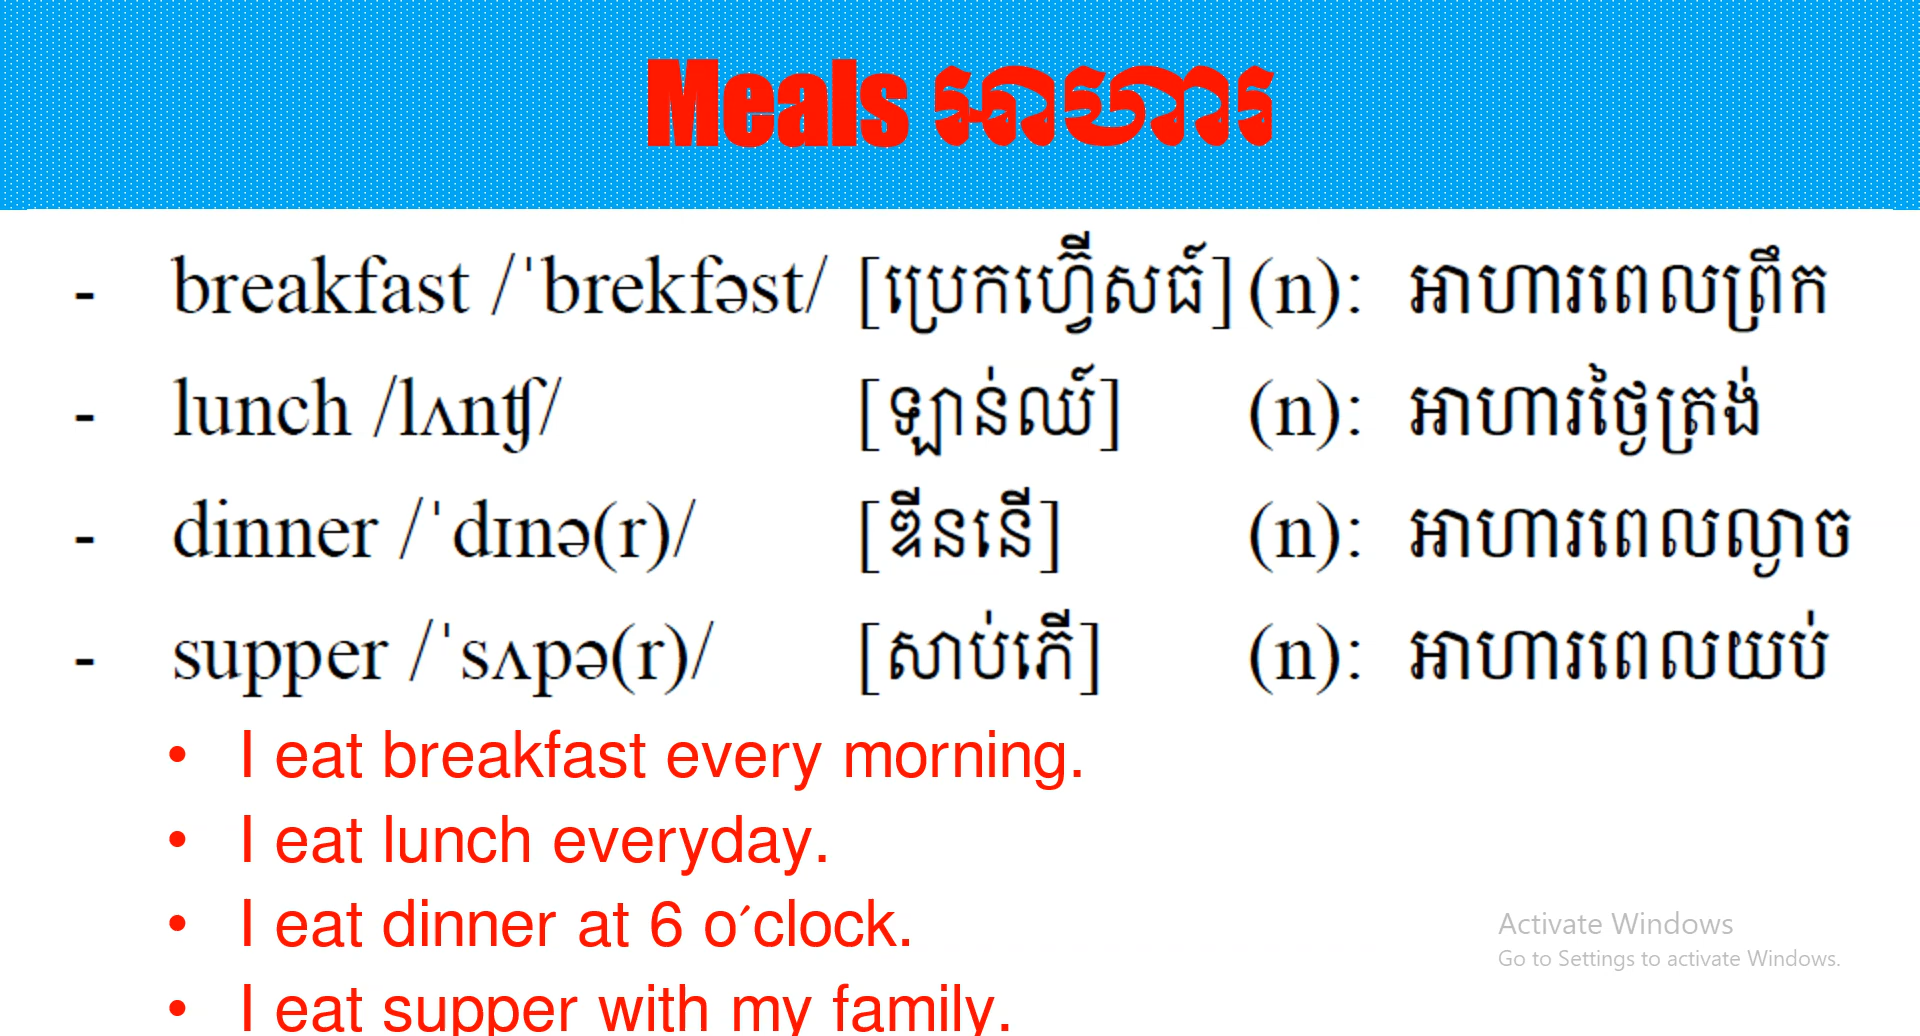 Meals អាហារ
- breakfast /ˈbrekfəst/ [ប្រេកហ្វឺើសធ៍] (n): អាហារពេលព្រឹក
- lunch /lʌnʧ/ [ឡាន់ឈ៍] (n): អាហារថ្ងៃត្រង់
- dinner /ˈdɪnə(r)/ [ឌីននើ] (n): អាហារពេលល្ងាច
- supper /ˈsʌpə(r)/ [សាប់ភើ] (n): អាហារពេលយប់
• I eat breakfast every morning.
• I eat lunch everyday.
• I eat dinner at 6 o′clock.
• I eat supper with my family.
Activate Windows
Go to Settings to activate Windows.